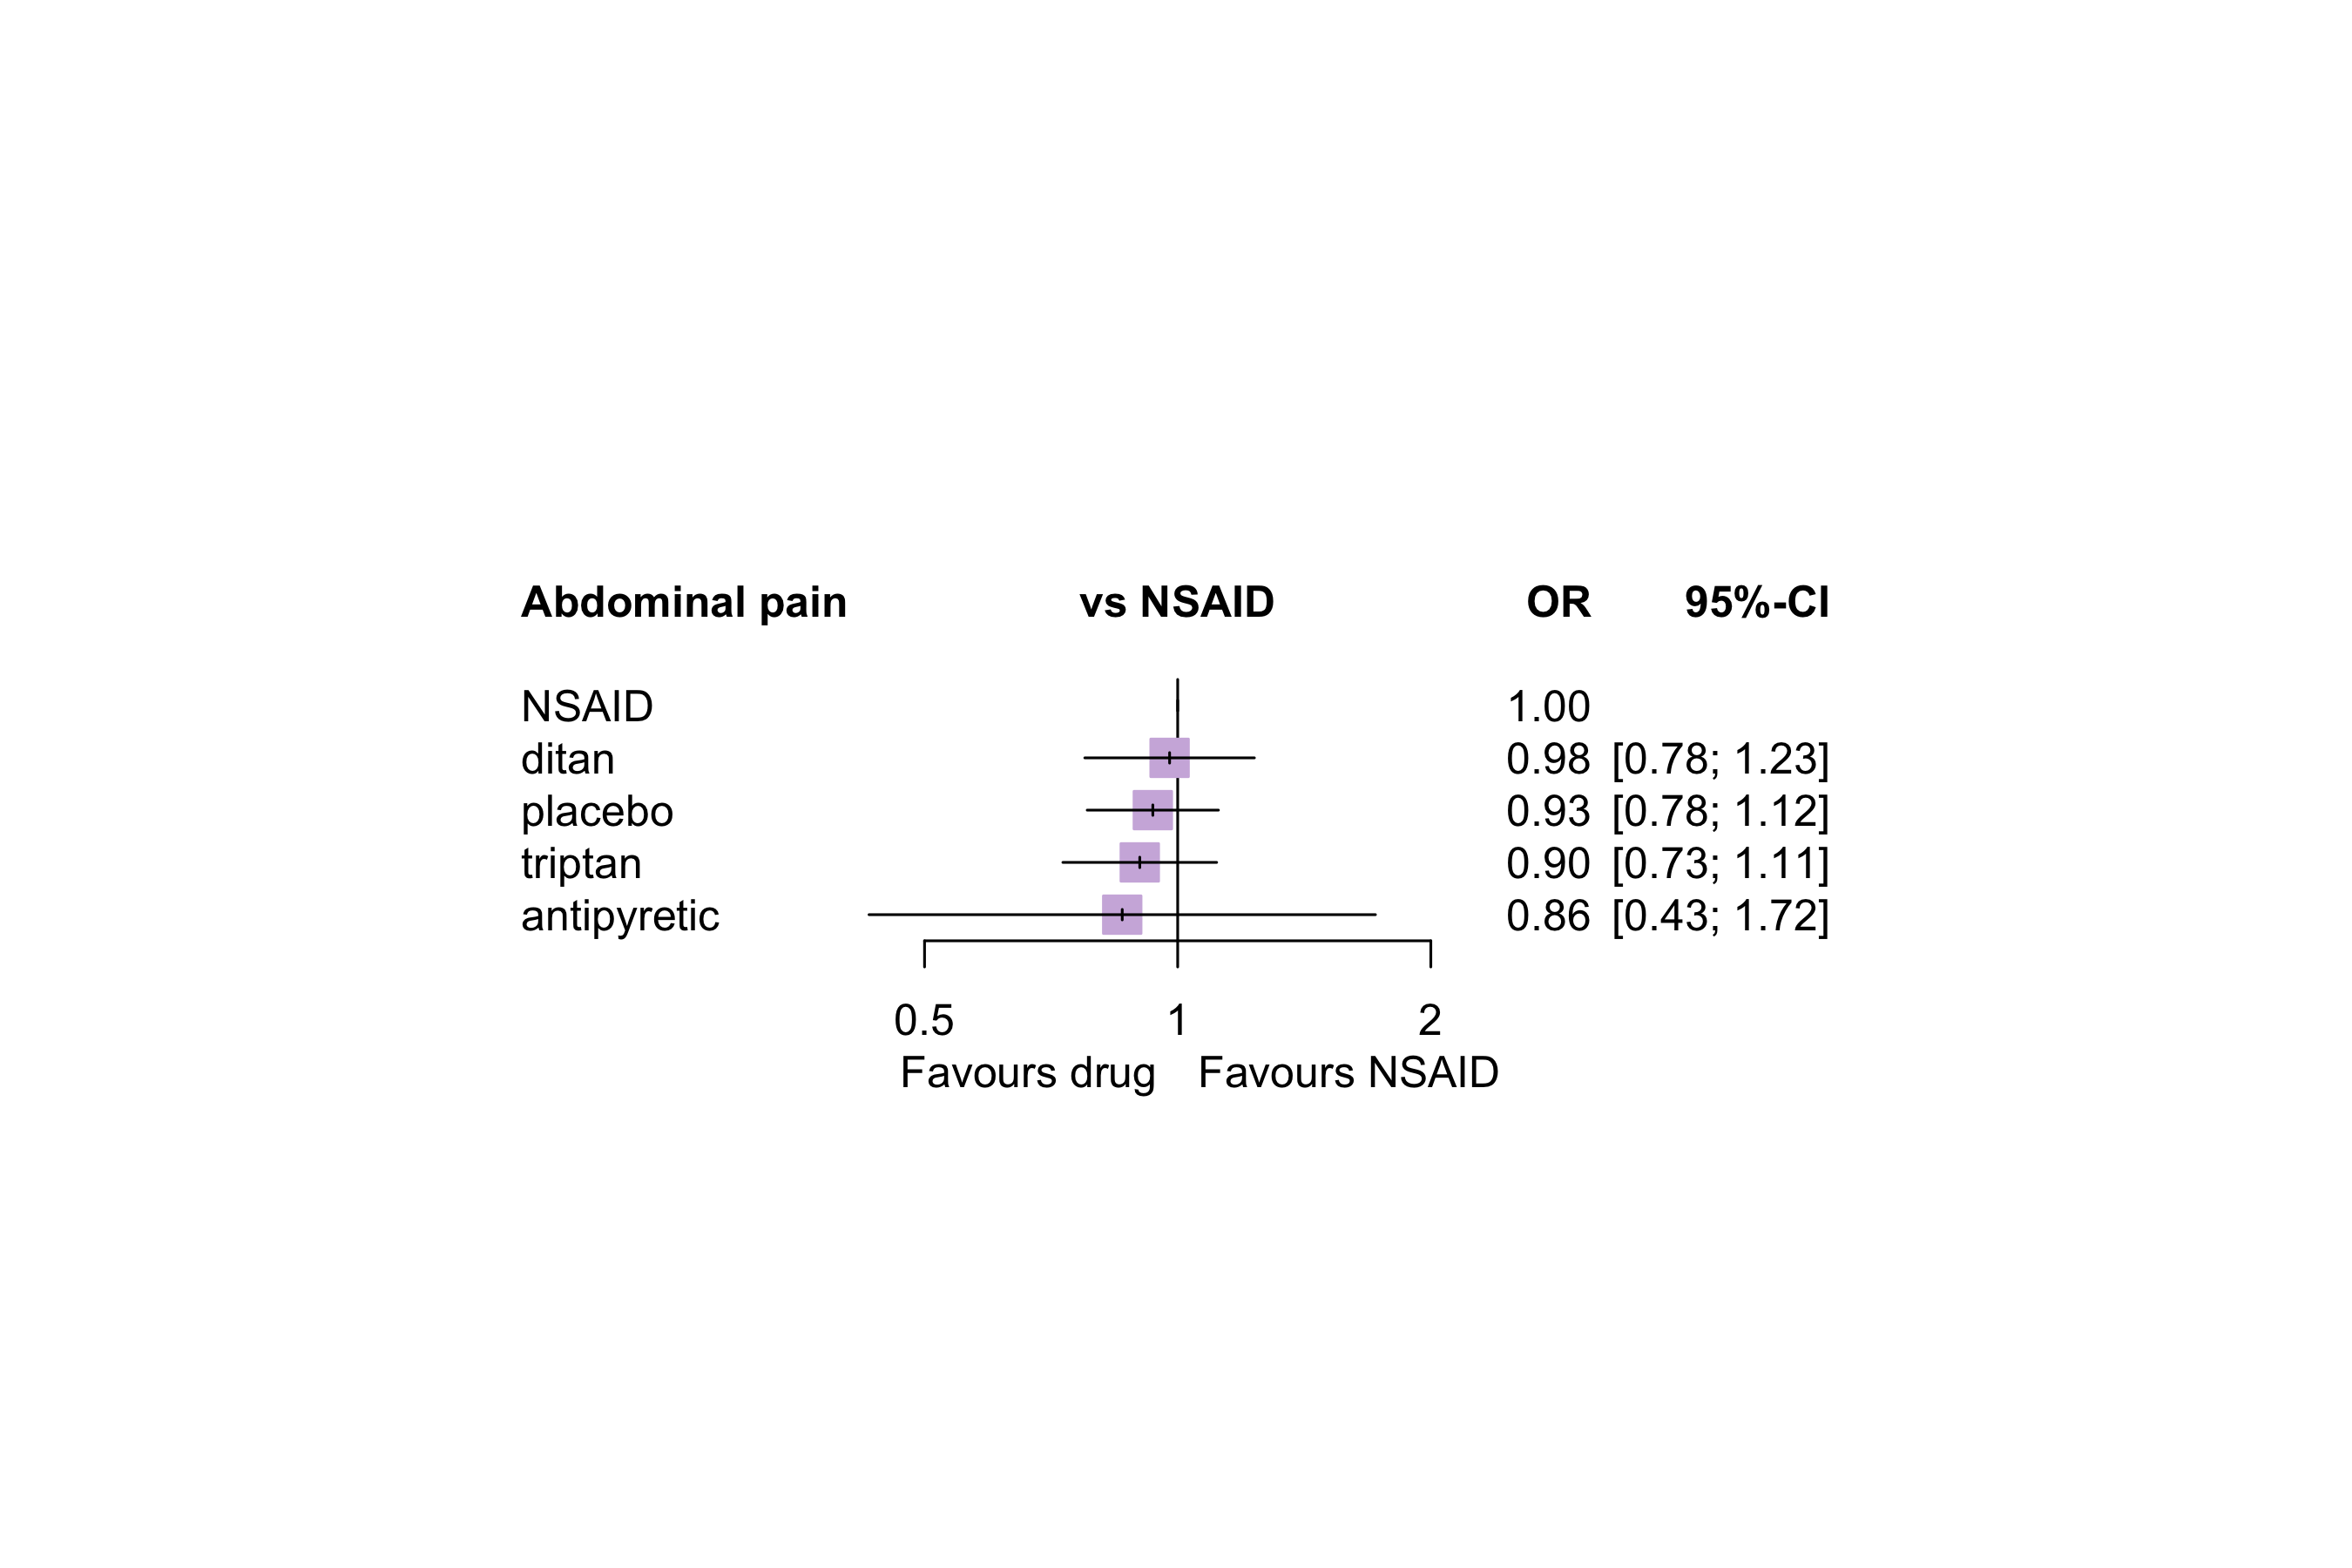 Abdominal pain vs NSAID OR 95%-CI
NSAID 1.00
ditan 0.98 [0.78; 1.23]
placebo 0.93 [0.78; 1.12]
triptan 0.90 [0.73; 1.11]
antipyretic 0.86 [0.43; 1.72]
0.5 1 2
Favours drug Favours NSAID